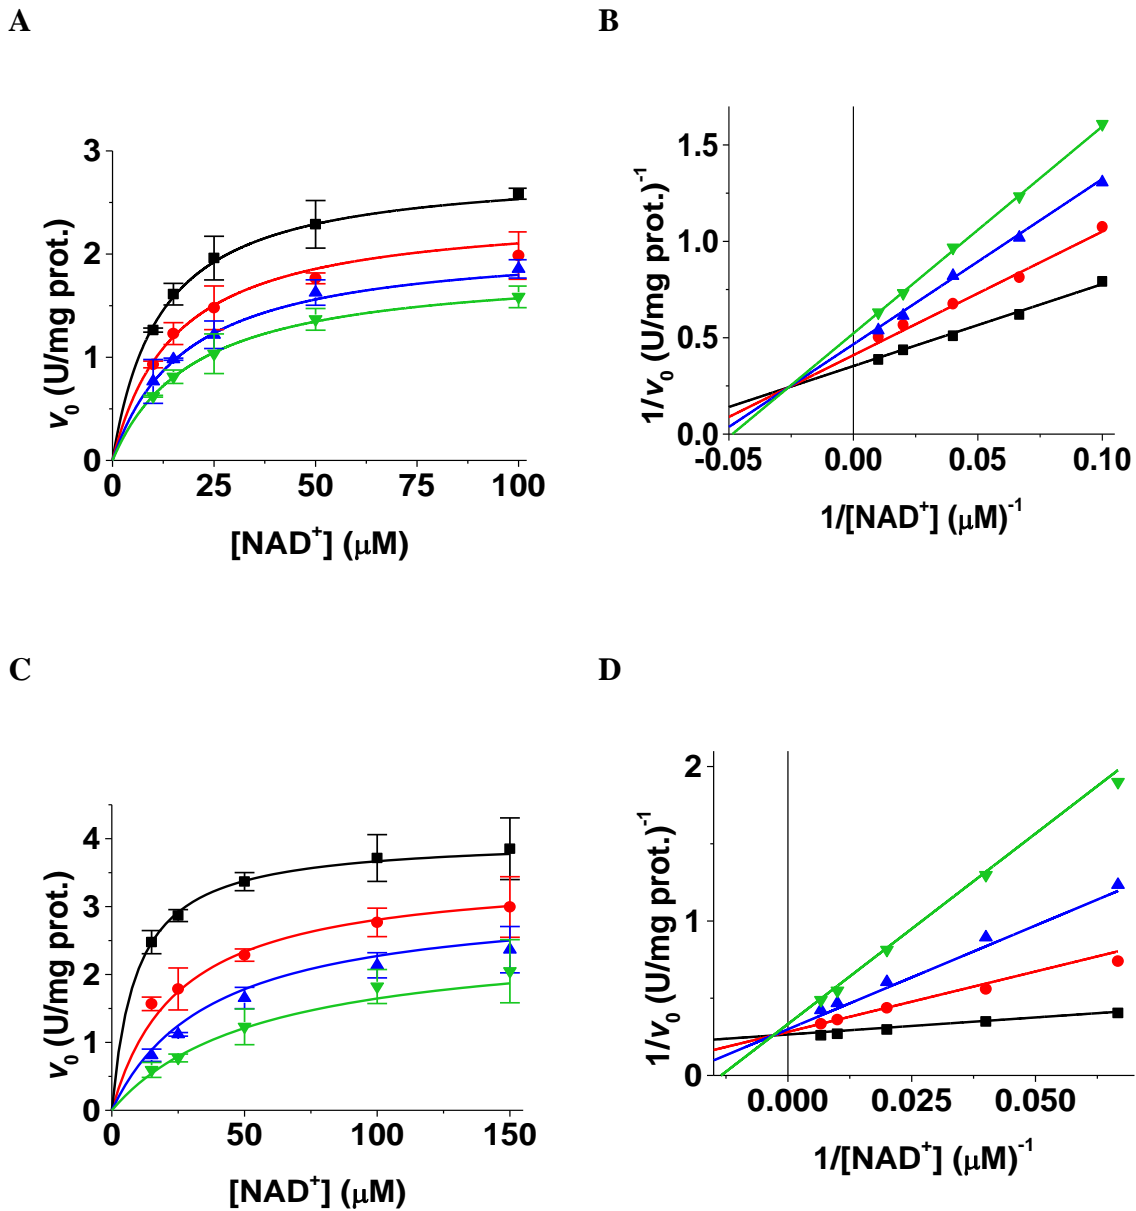 A
B
3
2
1
0
0
25
50
75
100
v₀ (U/mg prot.)
[NAD⁺] (μM)
1.5
1.0
0.5
0.0
-0.05
0.00
0.05
0.10
1/v₀ (U/mg prot.)⁻¹
1/[NAD⁺] (μM)⁻¹
C
D
4
3
2
1
0
0
50
100
150
v₀ (U/mg prot.)
[NAD⁺] (μM)
2
1
0
0.000
0.025
0.050
1/v₀ (U/mg prot.)⁻¹
1/[NAD⁺] (μM)⁻¹